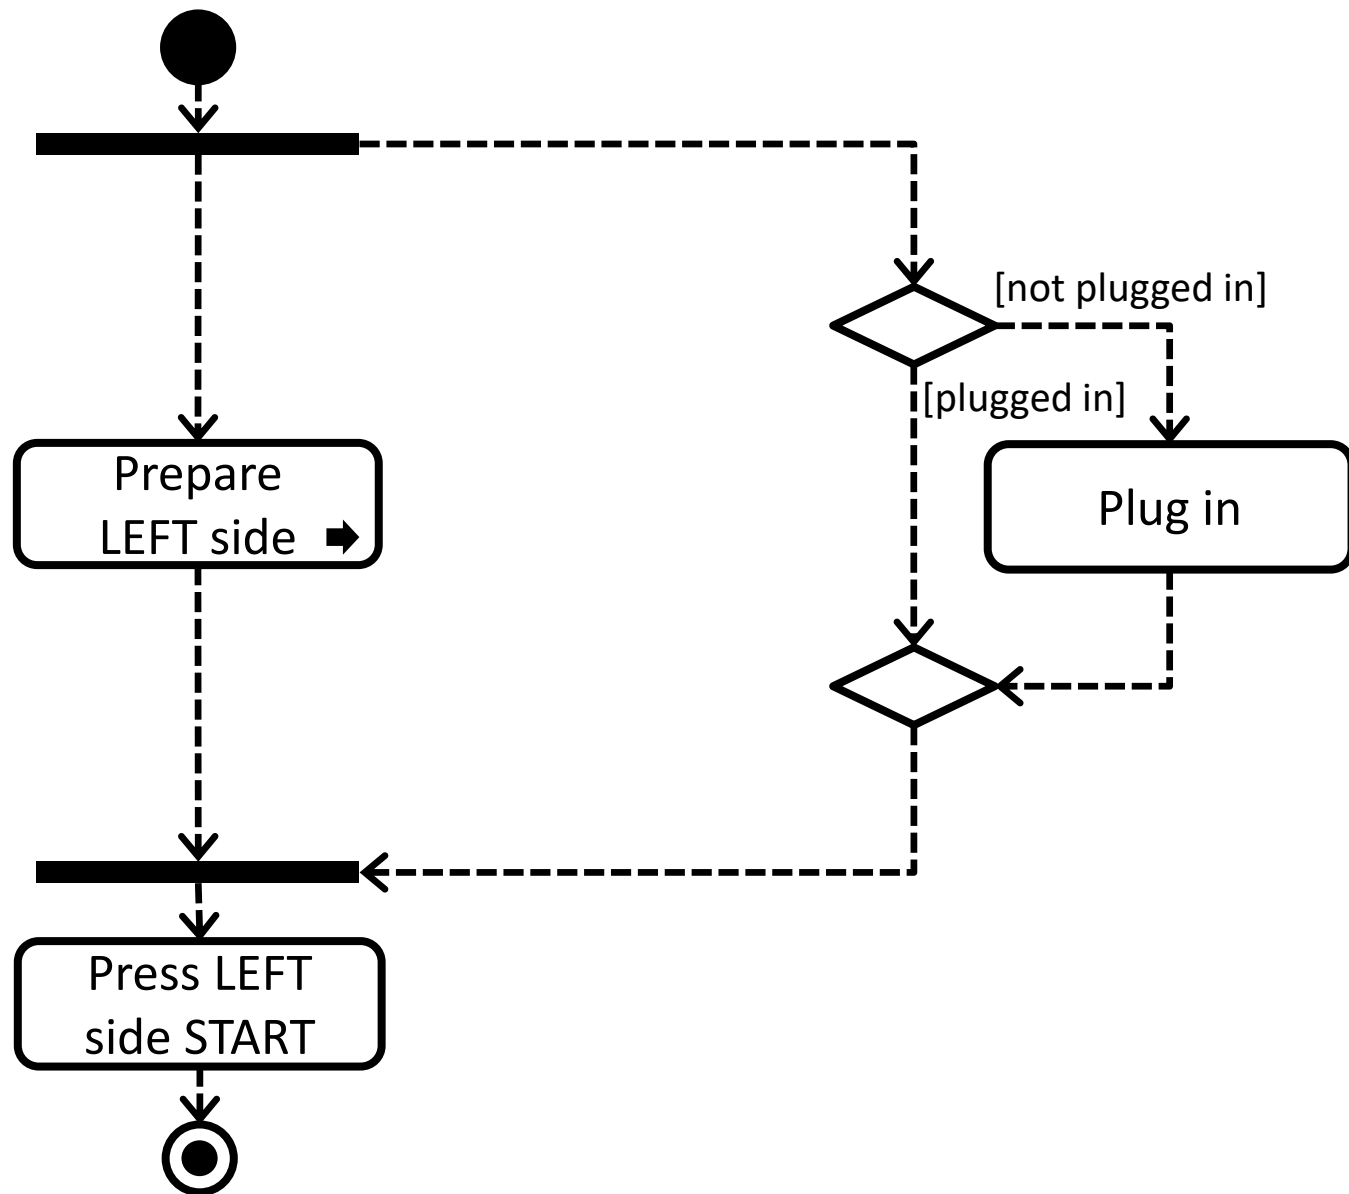 [not plugged in]
[plugged in]
Prepare
LEFT side
Plug in
Press LEFT
side START